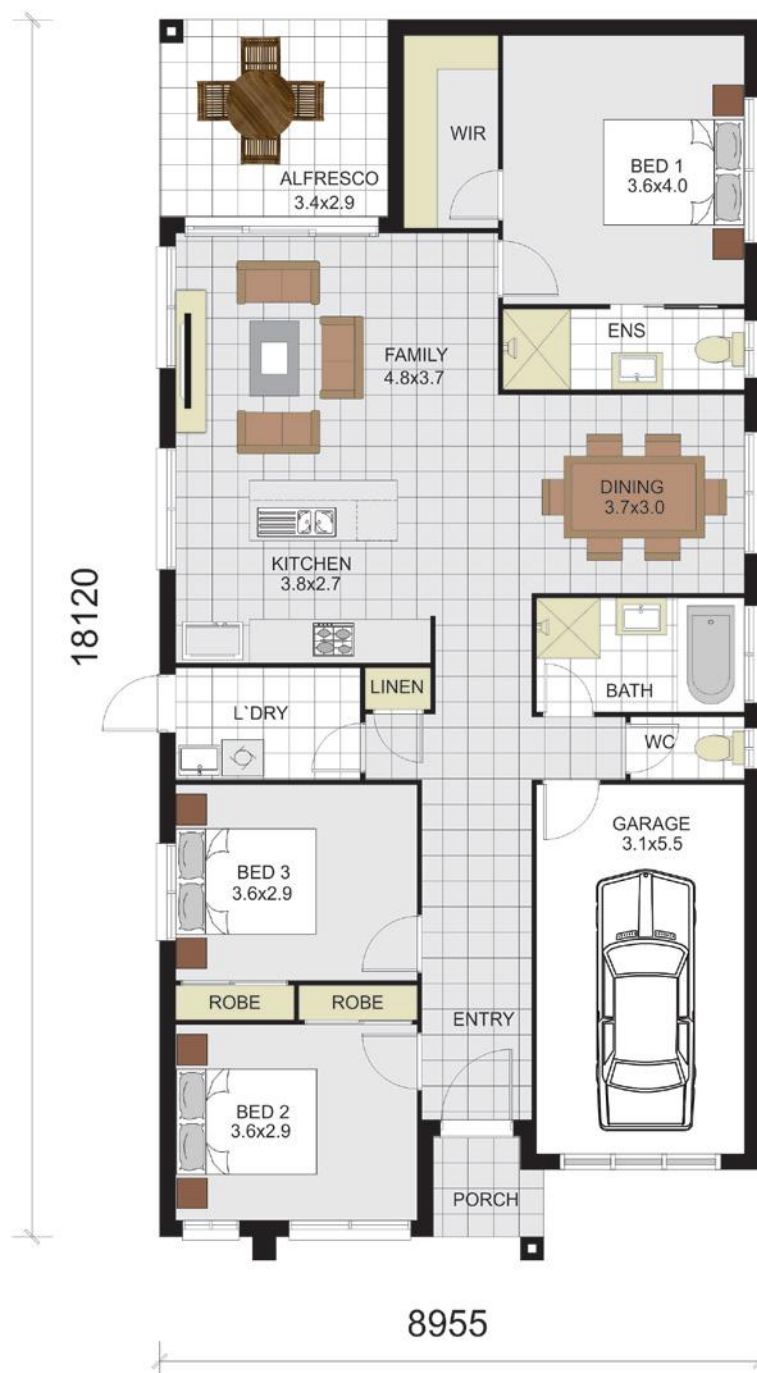 WIR
BED 1
3.6x4.0
ALFRESCO
3.4x2.9
ENS
FAMILY
4.8x3.7
DINING
3.7x3.0
KITCHEN
3.8x2.7
18120
LINEN
BATH
L`DRY
WC
GARAGE
3.1x5.5
BED 3
3.6x2.9
ROBE
ROBE
ENTRY
BED 2
3.6x2.9
PORCH
8955